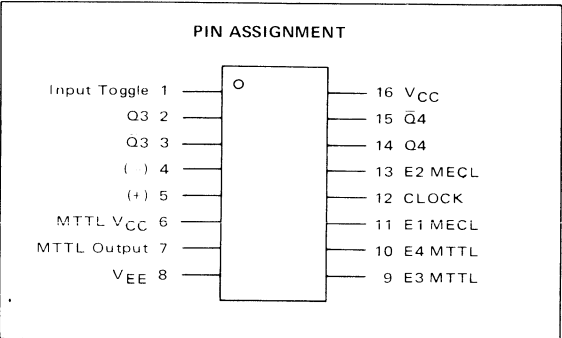 PIN ASSIGNMENT
Input Toggle 1
Q3 2
Q̅3 3
(−) 4
(+) 5
MTTL VCC 6
MTTL Output 7
VEE 8
16 VCC
15 Q̅4
14 Q4
13 E2 MECL
12 CLOCK
11 E1 MECL
10 E4 MTTL
9 E3 MTTL